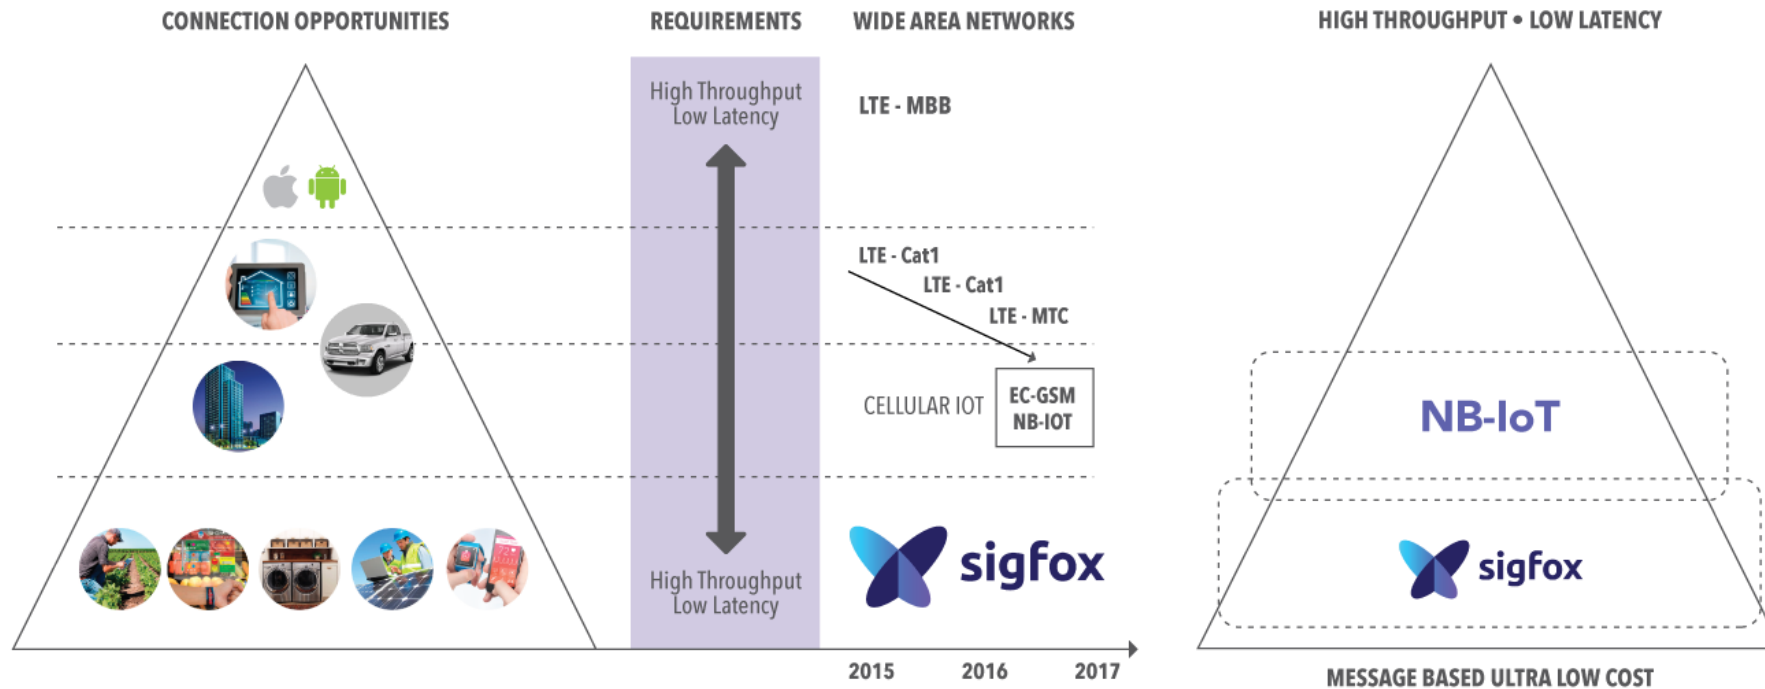 CONNECTION OPPORTUNITIES
REQUIREMENTS
WIDE AREA NETWORKS
HIGH THROUGHPUT • LOW LATENCY
High Throughput
Low Latency
LTE - MBB
LTE - Cat1
LTE - Cat1
LTE - MTC
CELLULAR IOT
EC-GSM
NB-IOT
High Throughput
Low Latency
sigfox
2015
2016
2017
NB-IoT
sigfox
MESSAGE BASED ULTRA LOW COST